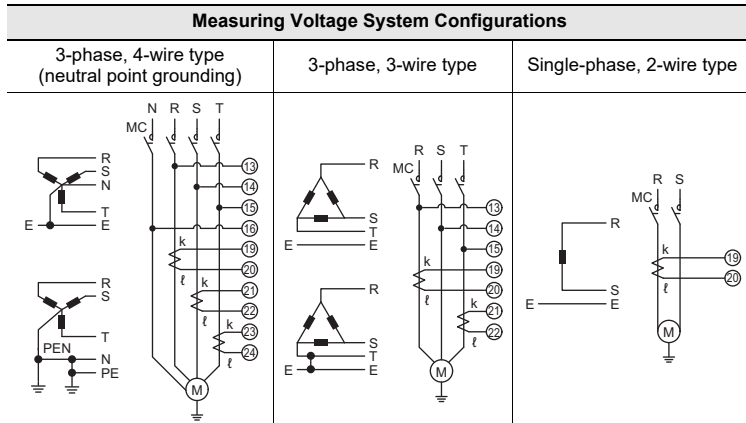 Measuring Voltage System Configurations
3-phase, 4-wire type
(neutral point grounding)
3-phase, 3-wire type
Single-phase, 2-wire type
R
S
N
T
E E
R
S
T
PEN
N
PE
N R S T
MC
⑬
⑭
⑮
⑯
k
⑲
⑳
ℓ
k
㉑
㉒
ℓ
k
㉓
㉔
ℓ
M
R
S
T
E E
R
S
T
E E
R S T
MC
⑬
⑭
⑮
k
⑲
⑳
ℓ
k
㉑
㉒
ℓ
M
R
S
E E
R S
MC
k
⑲
⑳
ℓ
M